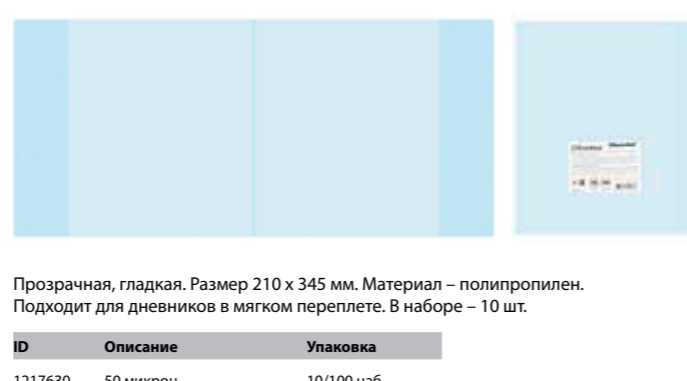 Прозрачная, гладкая. Размер 210 х 345 мм. Материал – полипропилен.
Подходит для дневников в мягком переплете. В наборе – 10 шт.
ID Описание Упаковка
1217630 50 микрон 10/100 наб.